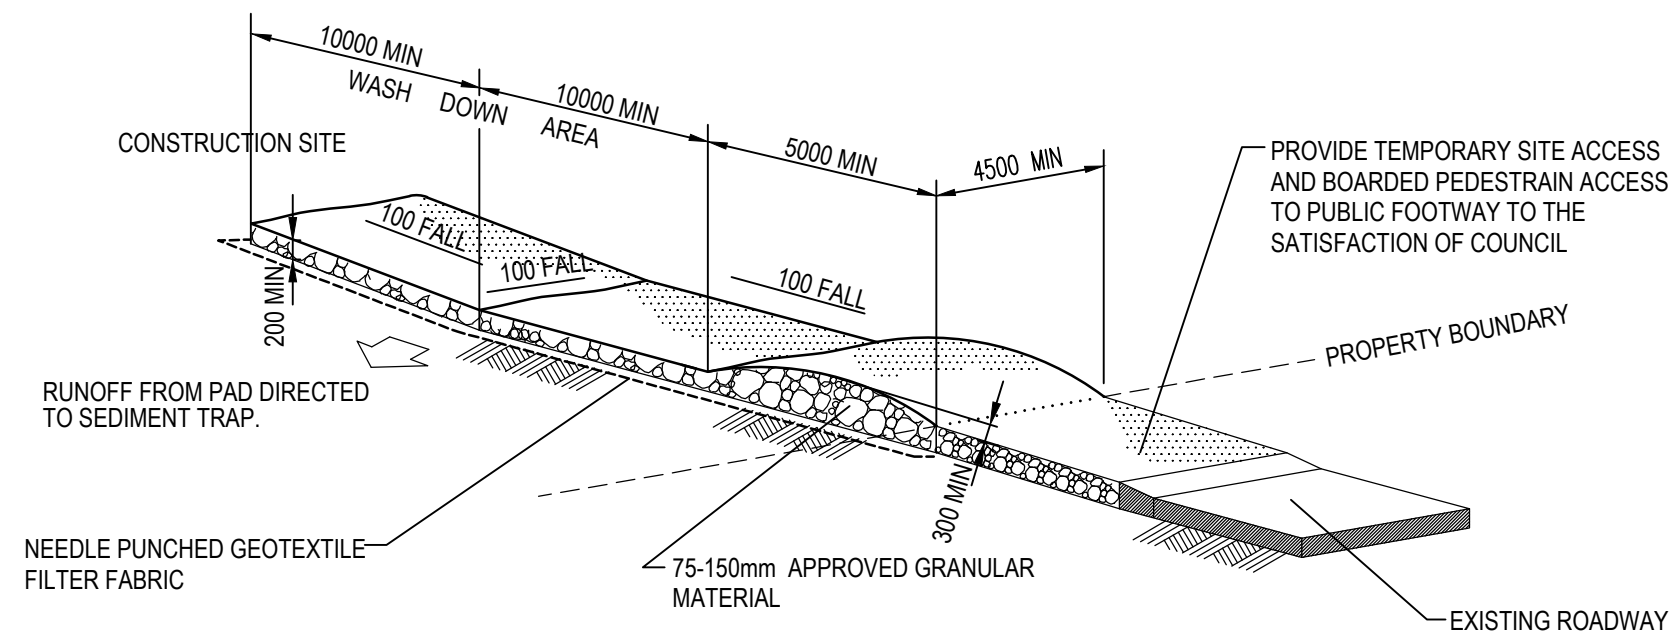 10000 MIN
WASH DOWN AREA
10000 MIN
5000 MIN
4500 MIN
CONSTRUCTION SITE
PROVIDE TEMPORARY SITE ACCESS
AND BOARDED PEDESTRAIN ACCESS
TO PUBLIC FOOTWAY TO THE
SATISFACTION OF COUNCIL
100 FALL
100 FALL
100 FALL
200 MIN
PROPERTY BOUNDARY
RUNOFF FROM PAD DIRECTED
TO SEDIMENT TRAP.
300 MIN
NEEDLE PUNCHED GEOTEXTILE
FILTER FABRIC
75-150mm APPROVED GRANULAR
MATERIAL
EXISTING ROADWAY